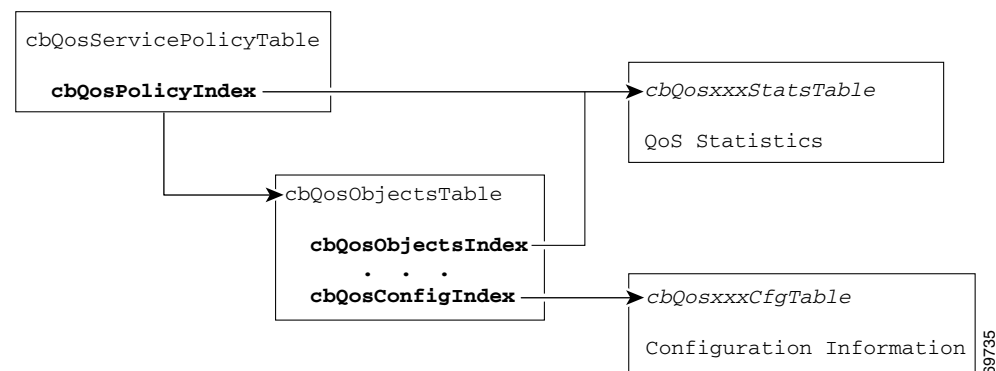 cbQosServicePolicyTable
cbQosPolicyIndex
cbQosxxxStatsTable
QoS Statistics
cbQosObjectsTable
cbQosObjectsIndex
. . .
cbQosConfigIndex
cbQosxxxCfgTable
Configuration Information